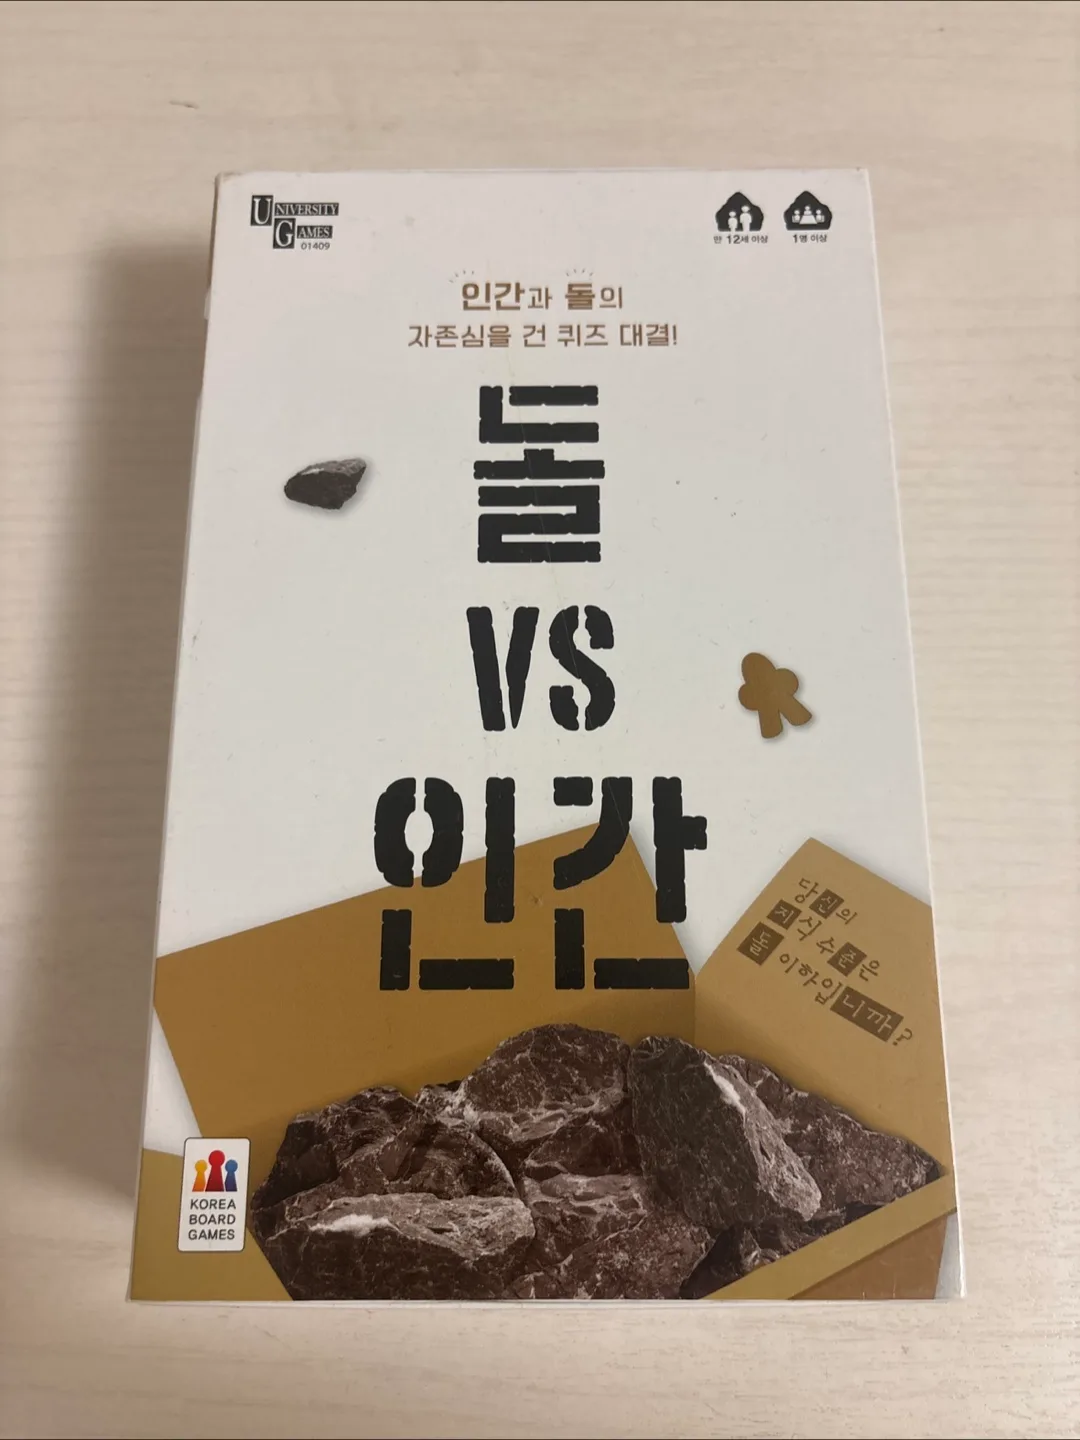 UNIVERSITY
GAMES
01409
만 12세 이상
1명 이상
인간과 돌의
자존심을 건 퀴즈 대결!
돌
VS
인간
당신의
지식수준은
돌 이하입니까?
KOREA
BOARD
GAMES